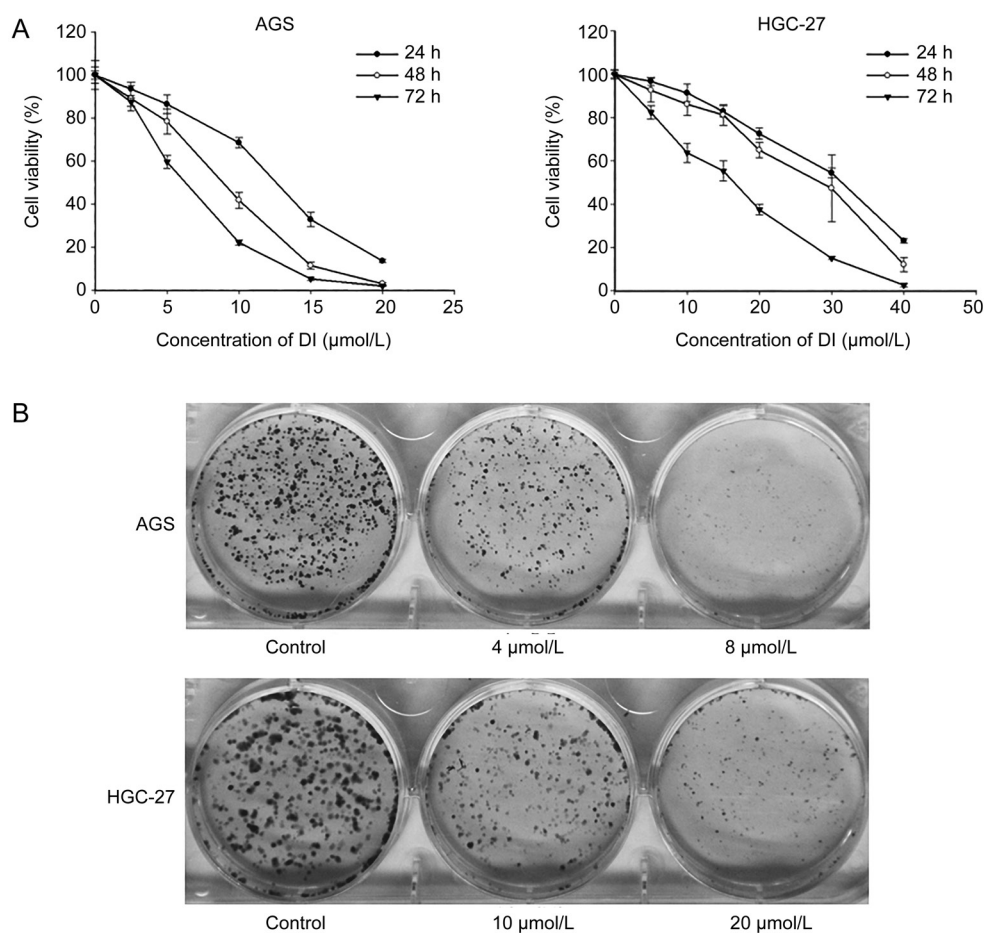 A
AGS
120
100
80
60
40
20
0
Cell viability (%)
24 h
48 h
72 h
0 5 10 15 20 25
Concentration of DI (μmol/L)
HGC-27
120
100
80
60
40
20
0
Cell viability (%)
24 h
48 h
72 h
0 10 20 30 40 50
Concentration of DI (μmol/L)
B
AGS
Control 4 μmol/L 8 μmol/L
HGC-27
Control 10 μmol/L 20 μmol/L